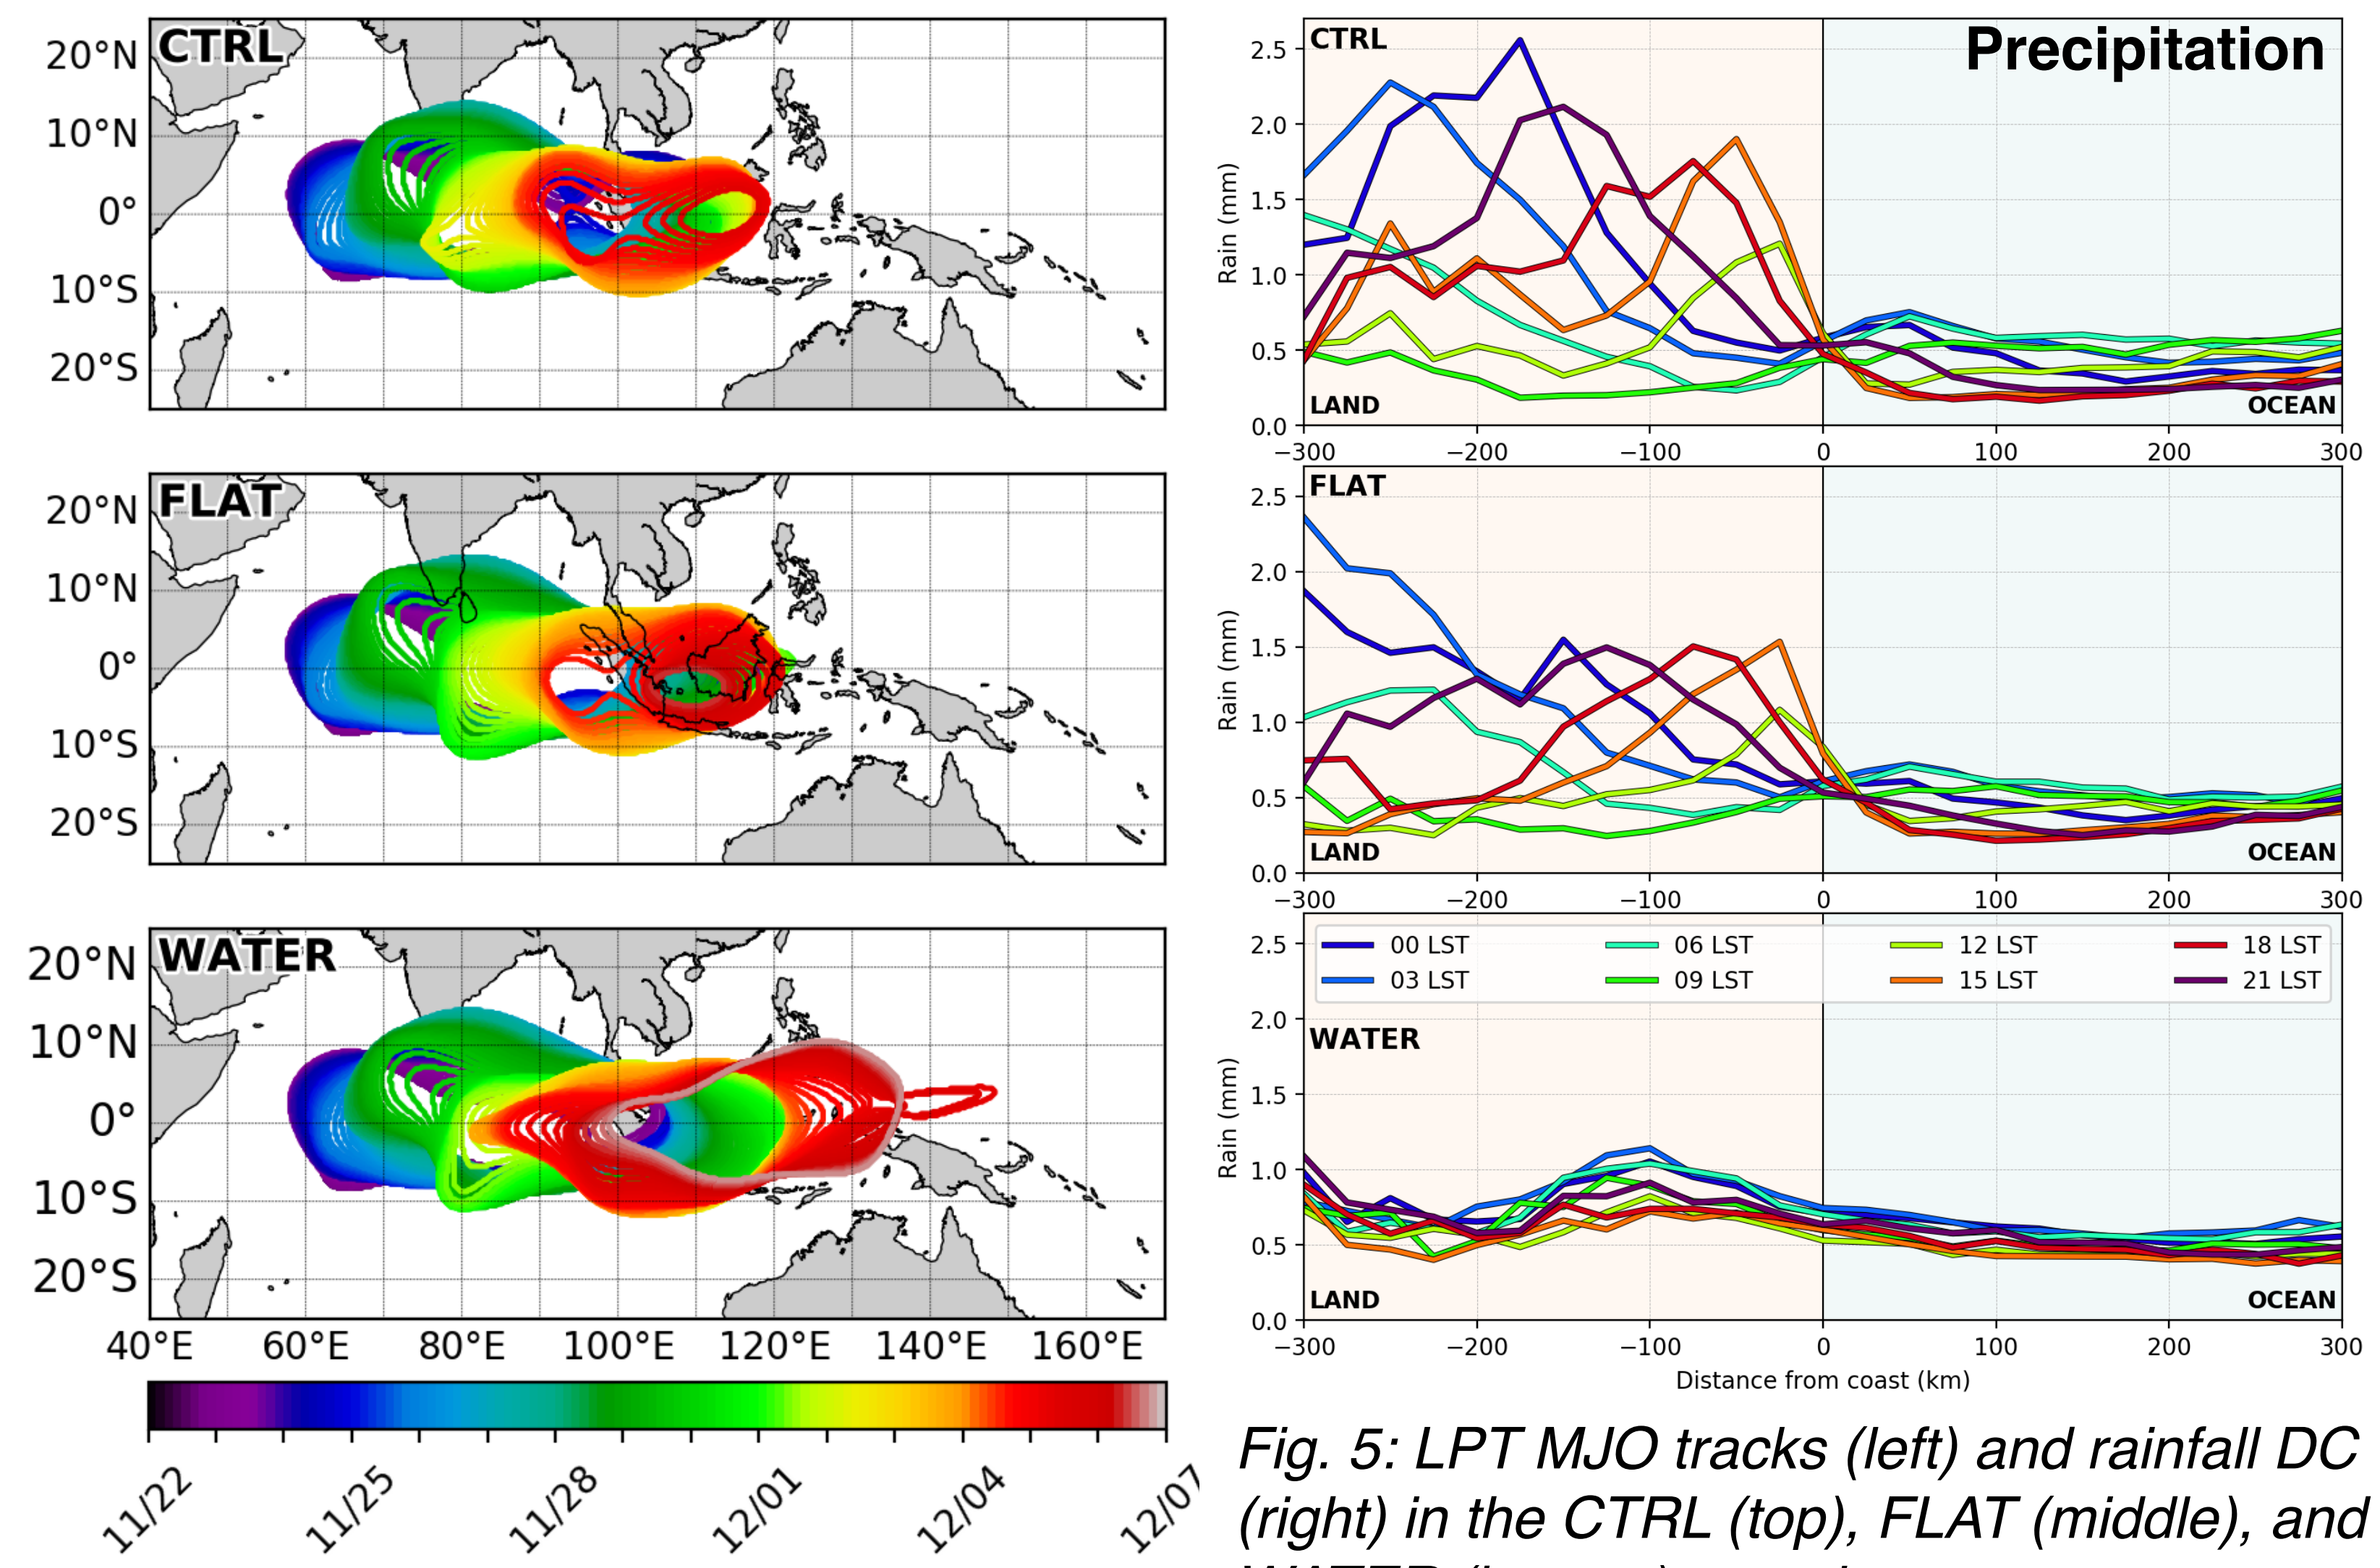 CTRL
20°N
10°N
0°
10°S
20°S
FLAT
20°N
10°N
0°
10°S
20°S
WATER
20°N
10°N
0°
10°S
20°S
40°E 60°E 80°E 100°E 120°E 140°E 160°E
11/22 11/25 11/28 12/01 12/04 12/07
CTRL
Precipitation
Rain (mm)
2.5
2.0
1.5
1.0
0.5
0.0
LAND OCEAN
−300 −200 −100 0 100 200 300
FLAT
Rain (mm)
2.5
2.0
1.5
1.0
0.5
0.0
LAND OCEAN
−300 −200 −100 0 100 200 300
00 LST 06 LST 12 LST 18 LST
03 LST 09 LST 15 LST 21 LST
WATER
Rain (mm)
2.5
2.0
1.5
1.0
0.5
0.0
LAND OCEAN
−300 −200 −100 0 100 200 300
Distance from coast (km)
Fig. 5: LPT MJO tracks (left) and rainfall DC
(right) in the CTRL (top), FLAT (middle), and